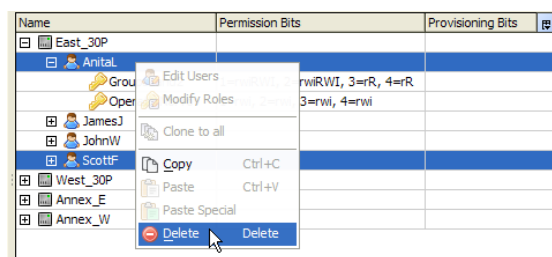 Name Permission Bits Provisioning Bits
East_30P
AnitaL
Grou rwiRWI, 3=rR, 4=rR
Oper 3=rwi, 4=rwi
JamesJ
JohnW
ScottF
West_30P
Annex_E
Annex_W
Edit Users
Modify Roles
Clone to all
Copy Ctrl+C
Paste Ctrl+V
Paste Special
Delete Delete